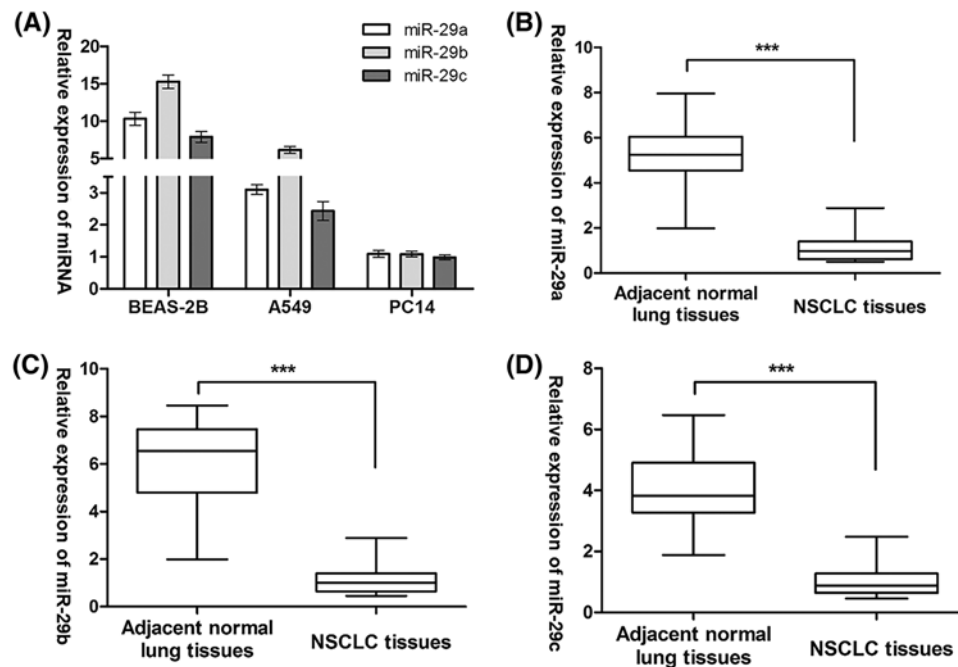 (A)
Relative expression of miRNA
20
15
10
5
3
2
1
0
miR-29a
miR-29b
miR-29c
BEAS-2B
A549
PC14
(B)
Relative expression of miR-29a
10
8
6
4
2
0
***
Adjacent normal
lung tissues
NSCLC tissues
(C)
Relative expression of miR-29b
10
8
6
4
2
0
***
Adjacent normal
lung tissues
NSCLC tissues
(D)
Relative expression of miR-29c
8
6
4
2
0
***
Adjacent normal
lung tissues
NSCLC tissues